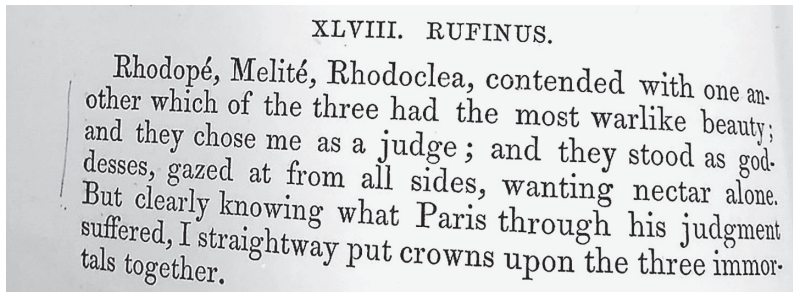 XLVIII. RUFINUS.
Rhodopé, Melité, Rhodoclea, contended with one an-
other which of the three had the most warlike beauty;
and they chose me as a judge; and they stood as god-
desses, gazed at from all sides, wanting nectar alone.
But clearly knowing what Paris through his judgment
suffered, I straightway put crowns upon the three immor-
tals together.